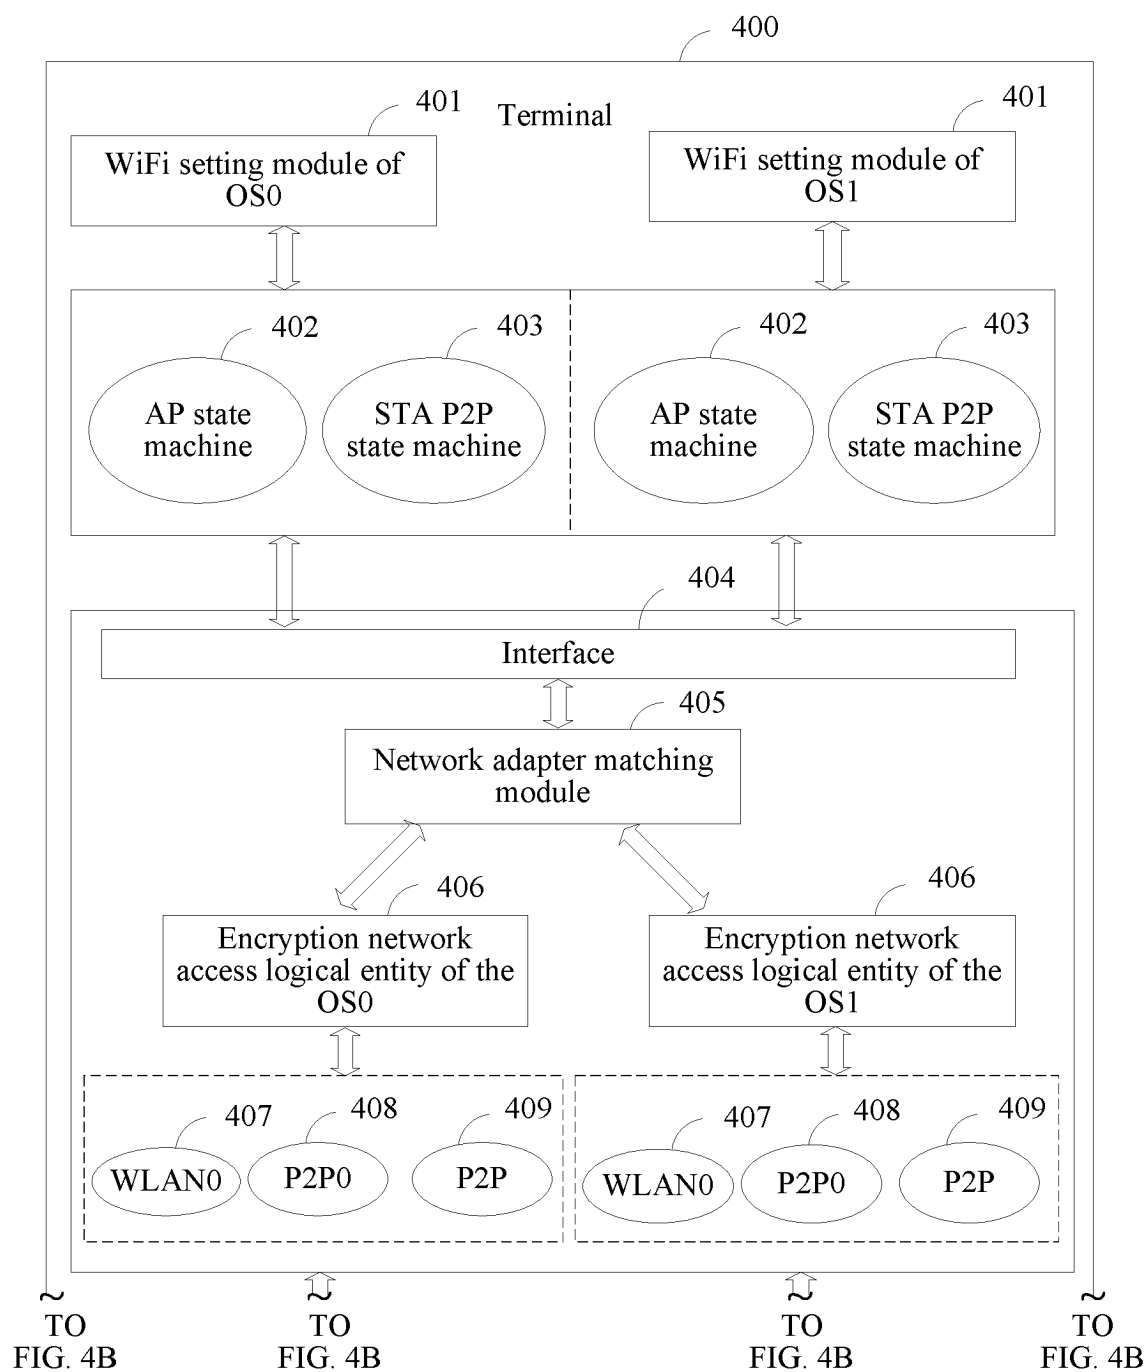 400
401
401
Terminal
WiFi setting module of
OS0
WiFi setting module of
OS1
402
403
402
403
AP state
machine
STA P2P
state machine
AP state
machine
STA P2P
state machine
404
Interface
405
Network adapter matching
module
406
406
Encryption network
access logical entity of the
OS0
Encryption network
access logical entity of the
OS1
407
408
409
407
408
409
WLAN0
P2P0
P2P
WLAN0
P2P0
P2P
~
~
~
~
TO
FIG. 4B
TO
FIG. 4B
TO
FIG. 4B
TO
FIG. 4B